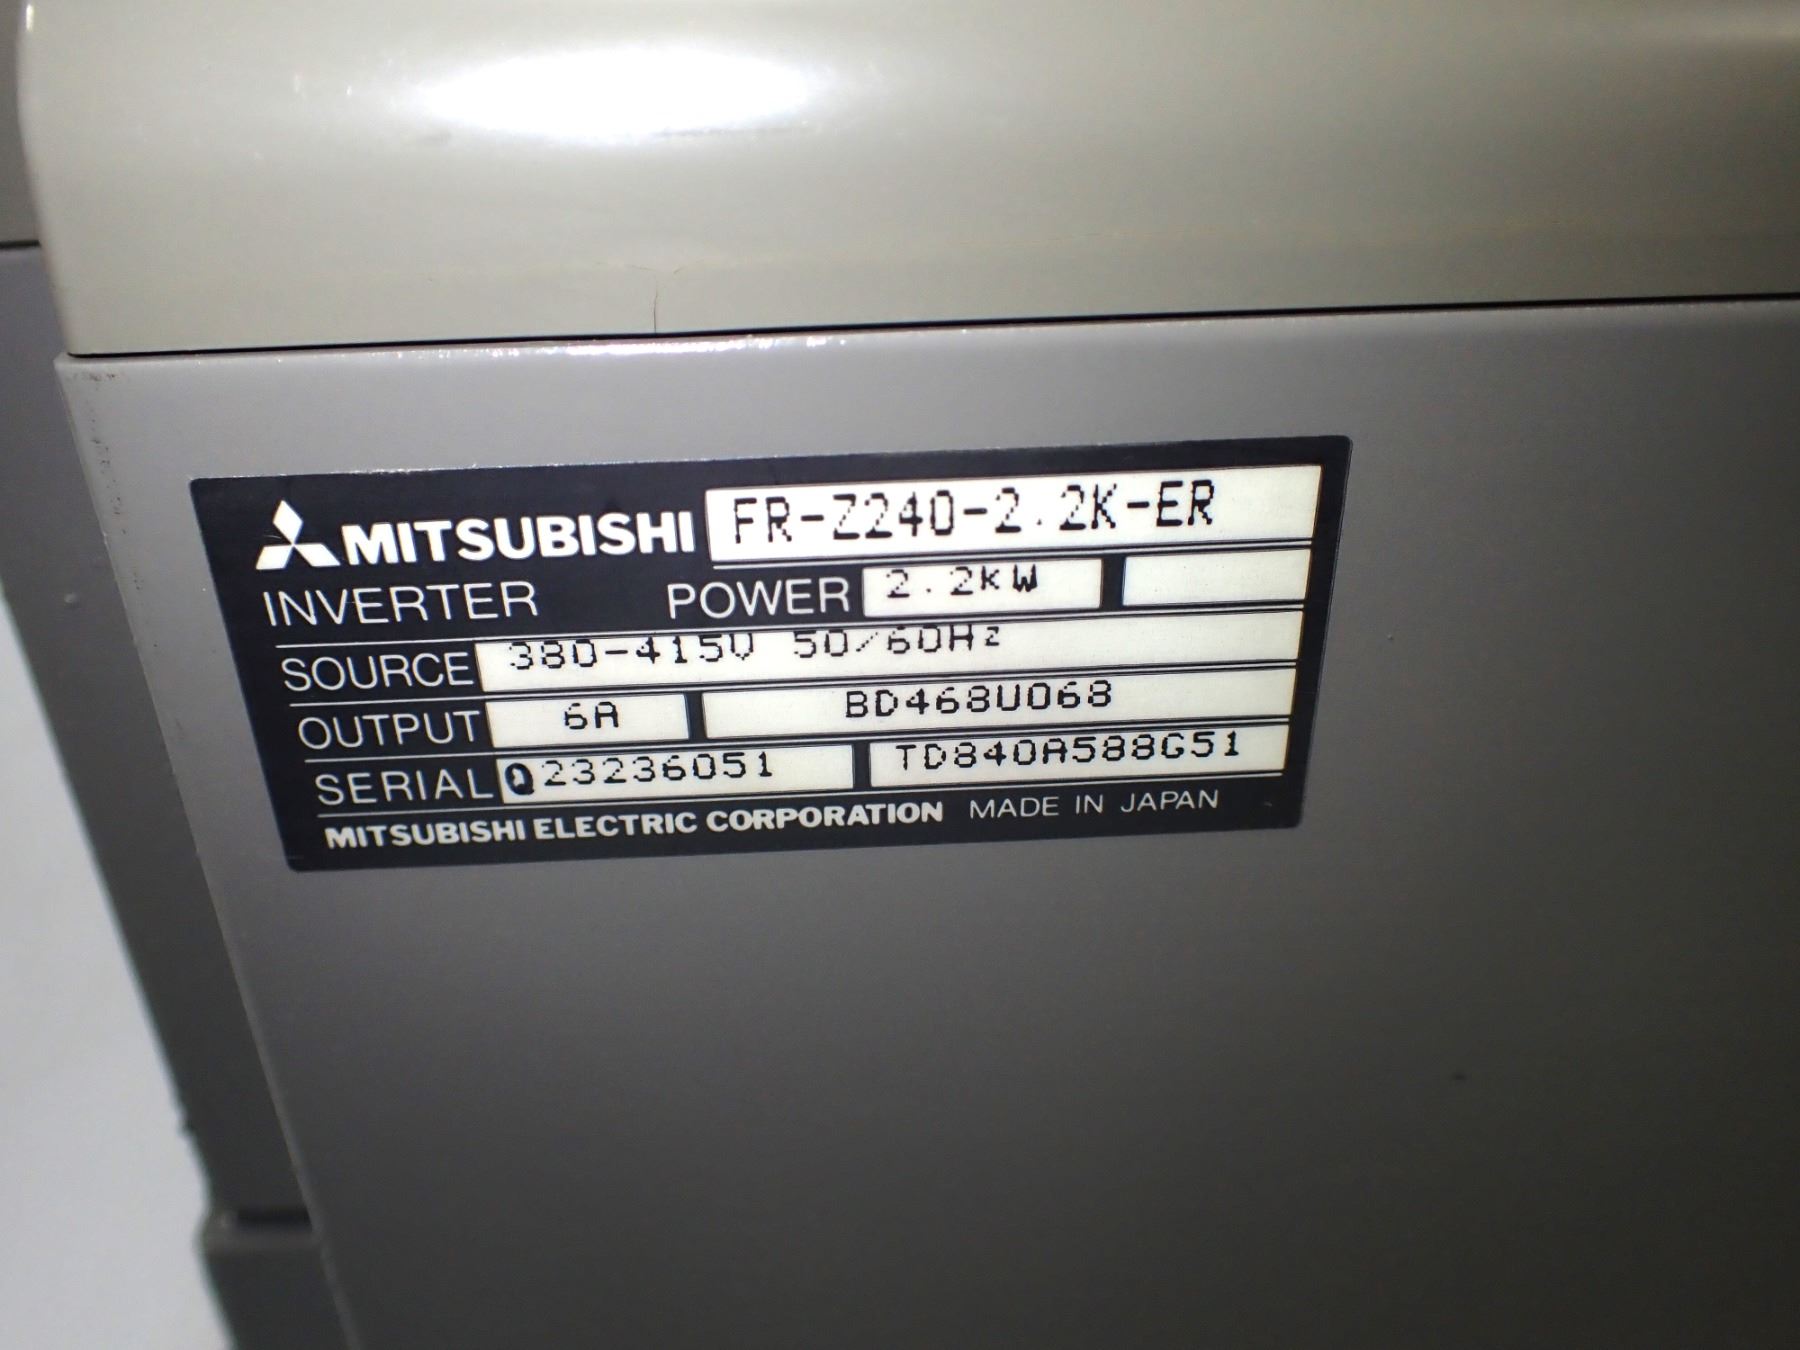 MITSUBISHI FR-Z240-2.2K-ER
INVERTER POWER 2.2KW
SOURCE 380-415V 50/60Hz
OUTPUT 6A BD468U068
SERIAL Q23236051 TD840A588G51
MITSUBISHI ELECTRIC CORPORATION MADE IN JAPAN